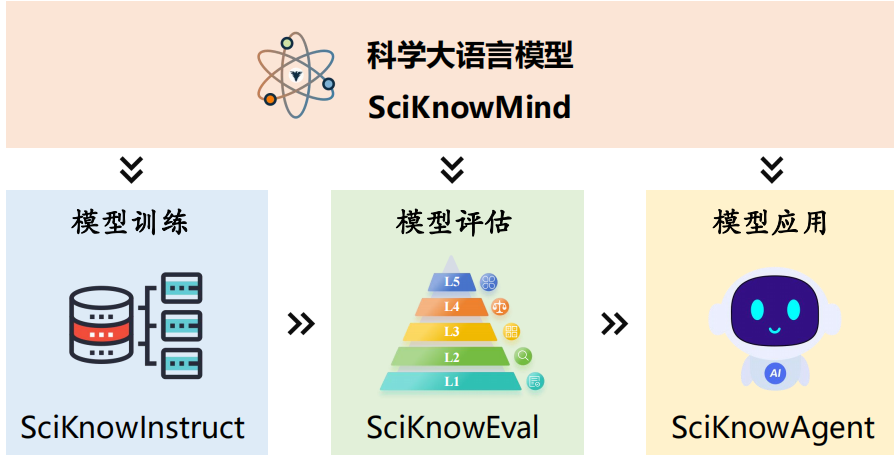 科学大语言模型
SciKnowMind
模型训练
模型评估
模型应用
L5
L4
L3
L2
L1
AI
SciKnowInstruct
SciKnowEval
SciKnowAgent